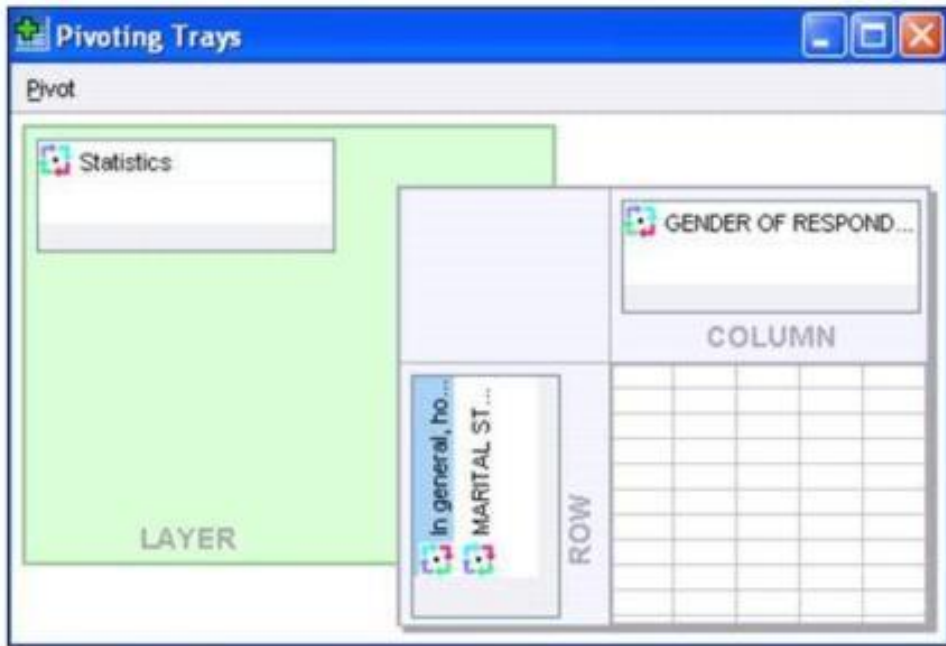 Pivoting Trays
Pivot
Statistics
GENDER OF RESPOND...
COLUMN
In general, ho...
MARITAL ST...
ROW
LAYER